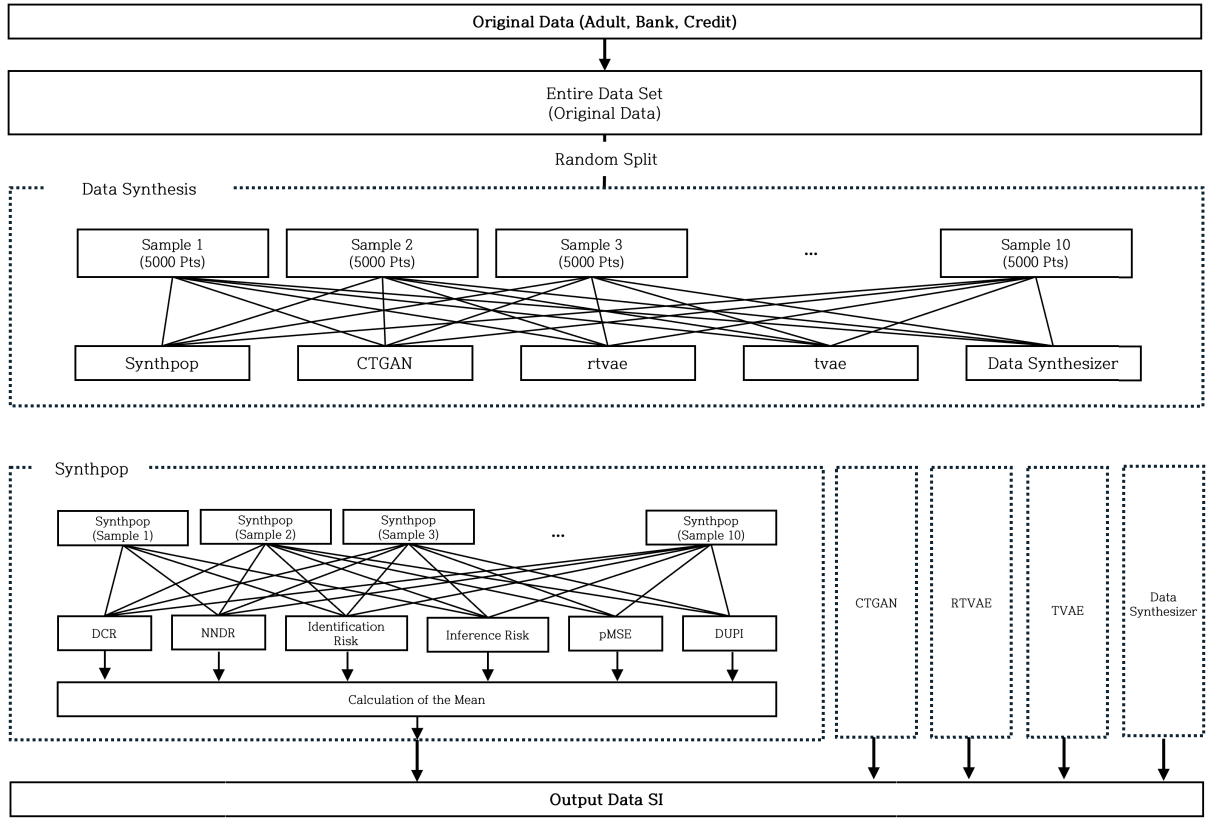 Original Data (Adult, Bank, Credit)
Entire Data Set
(Original Data)
Random Split
Data Synthesis
Sample 1
(5000 Pts)
Sample 2
(5000 Pts)
Sample 3
(5000 Pts)
...
Sample 10
(5000 Pts)
Synthpop
CTGAN
rtvae
tvae
Data Synthesizer
Synthpop
Synthpop
(Sample 1)
Synthpop
(Sample 2)
Synthpop
(Sample 3)
...
Synthpop
(Sample 10)
DCR
NNDR
Identification
Risk
Inference Risk
pMSE
DUPI
Calculation of the Mean
CTGAN
RTVAE
TVAE
Data
Synthesizer
Output Data SI